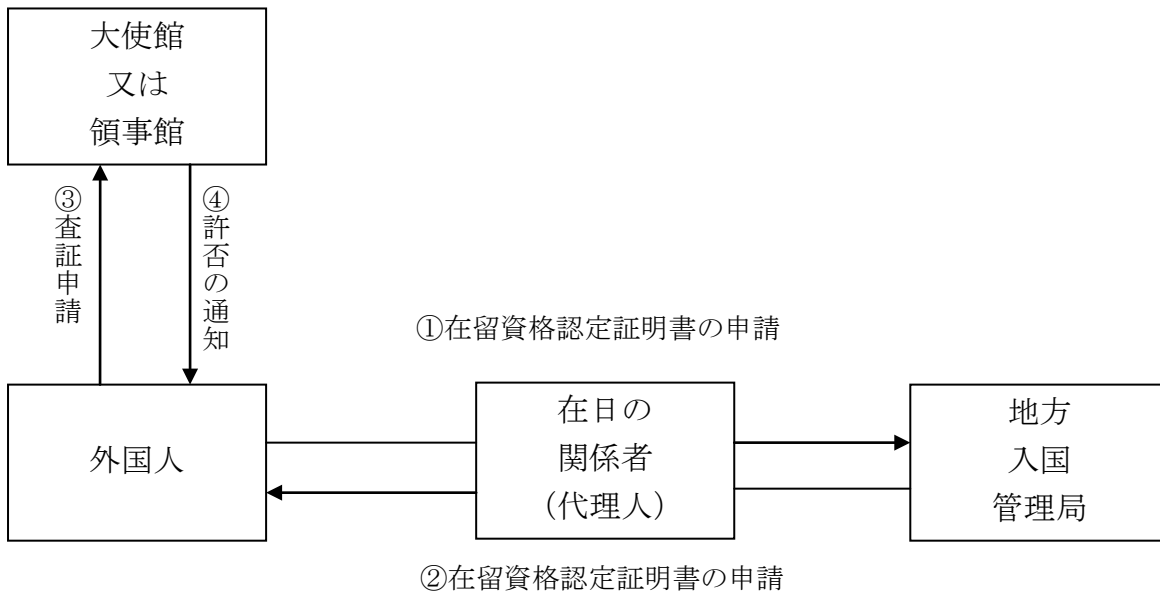 大使館
又は
領事館
③査証申請
④許否の通知
①在留資格認定証明書の申請
外国人
在日の
関係者
（代理人）
地方
入国
管理局
②在留資格認定証明書の申請